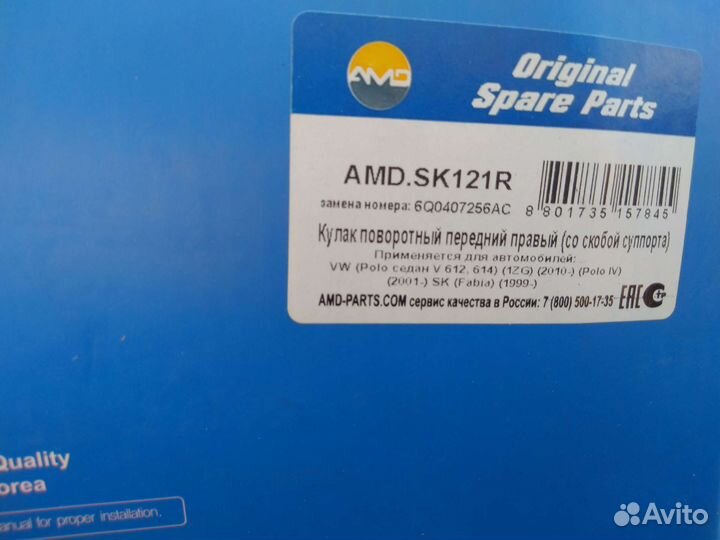 AMD
Original
Spare Parts
AMD.SK121R
замена номера: 6Q0407256AC
8 801735 157845
Кулак поворотный передний правый (со скобой суппорта)
Применяется для автомобилей:
VW (Polo седан V 612, 614) (1ZG) (2010-) (Polo IV)
(2001-) SK (Fabia) (1999-)
AMD-PARTS.COM сервис качества в России: 7 (800) 500-17-35 EAC
Quality
orea
anual for proper installation.
Avito